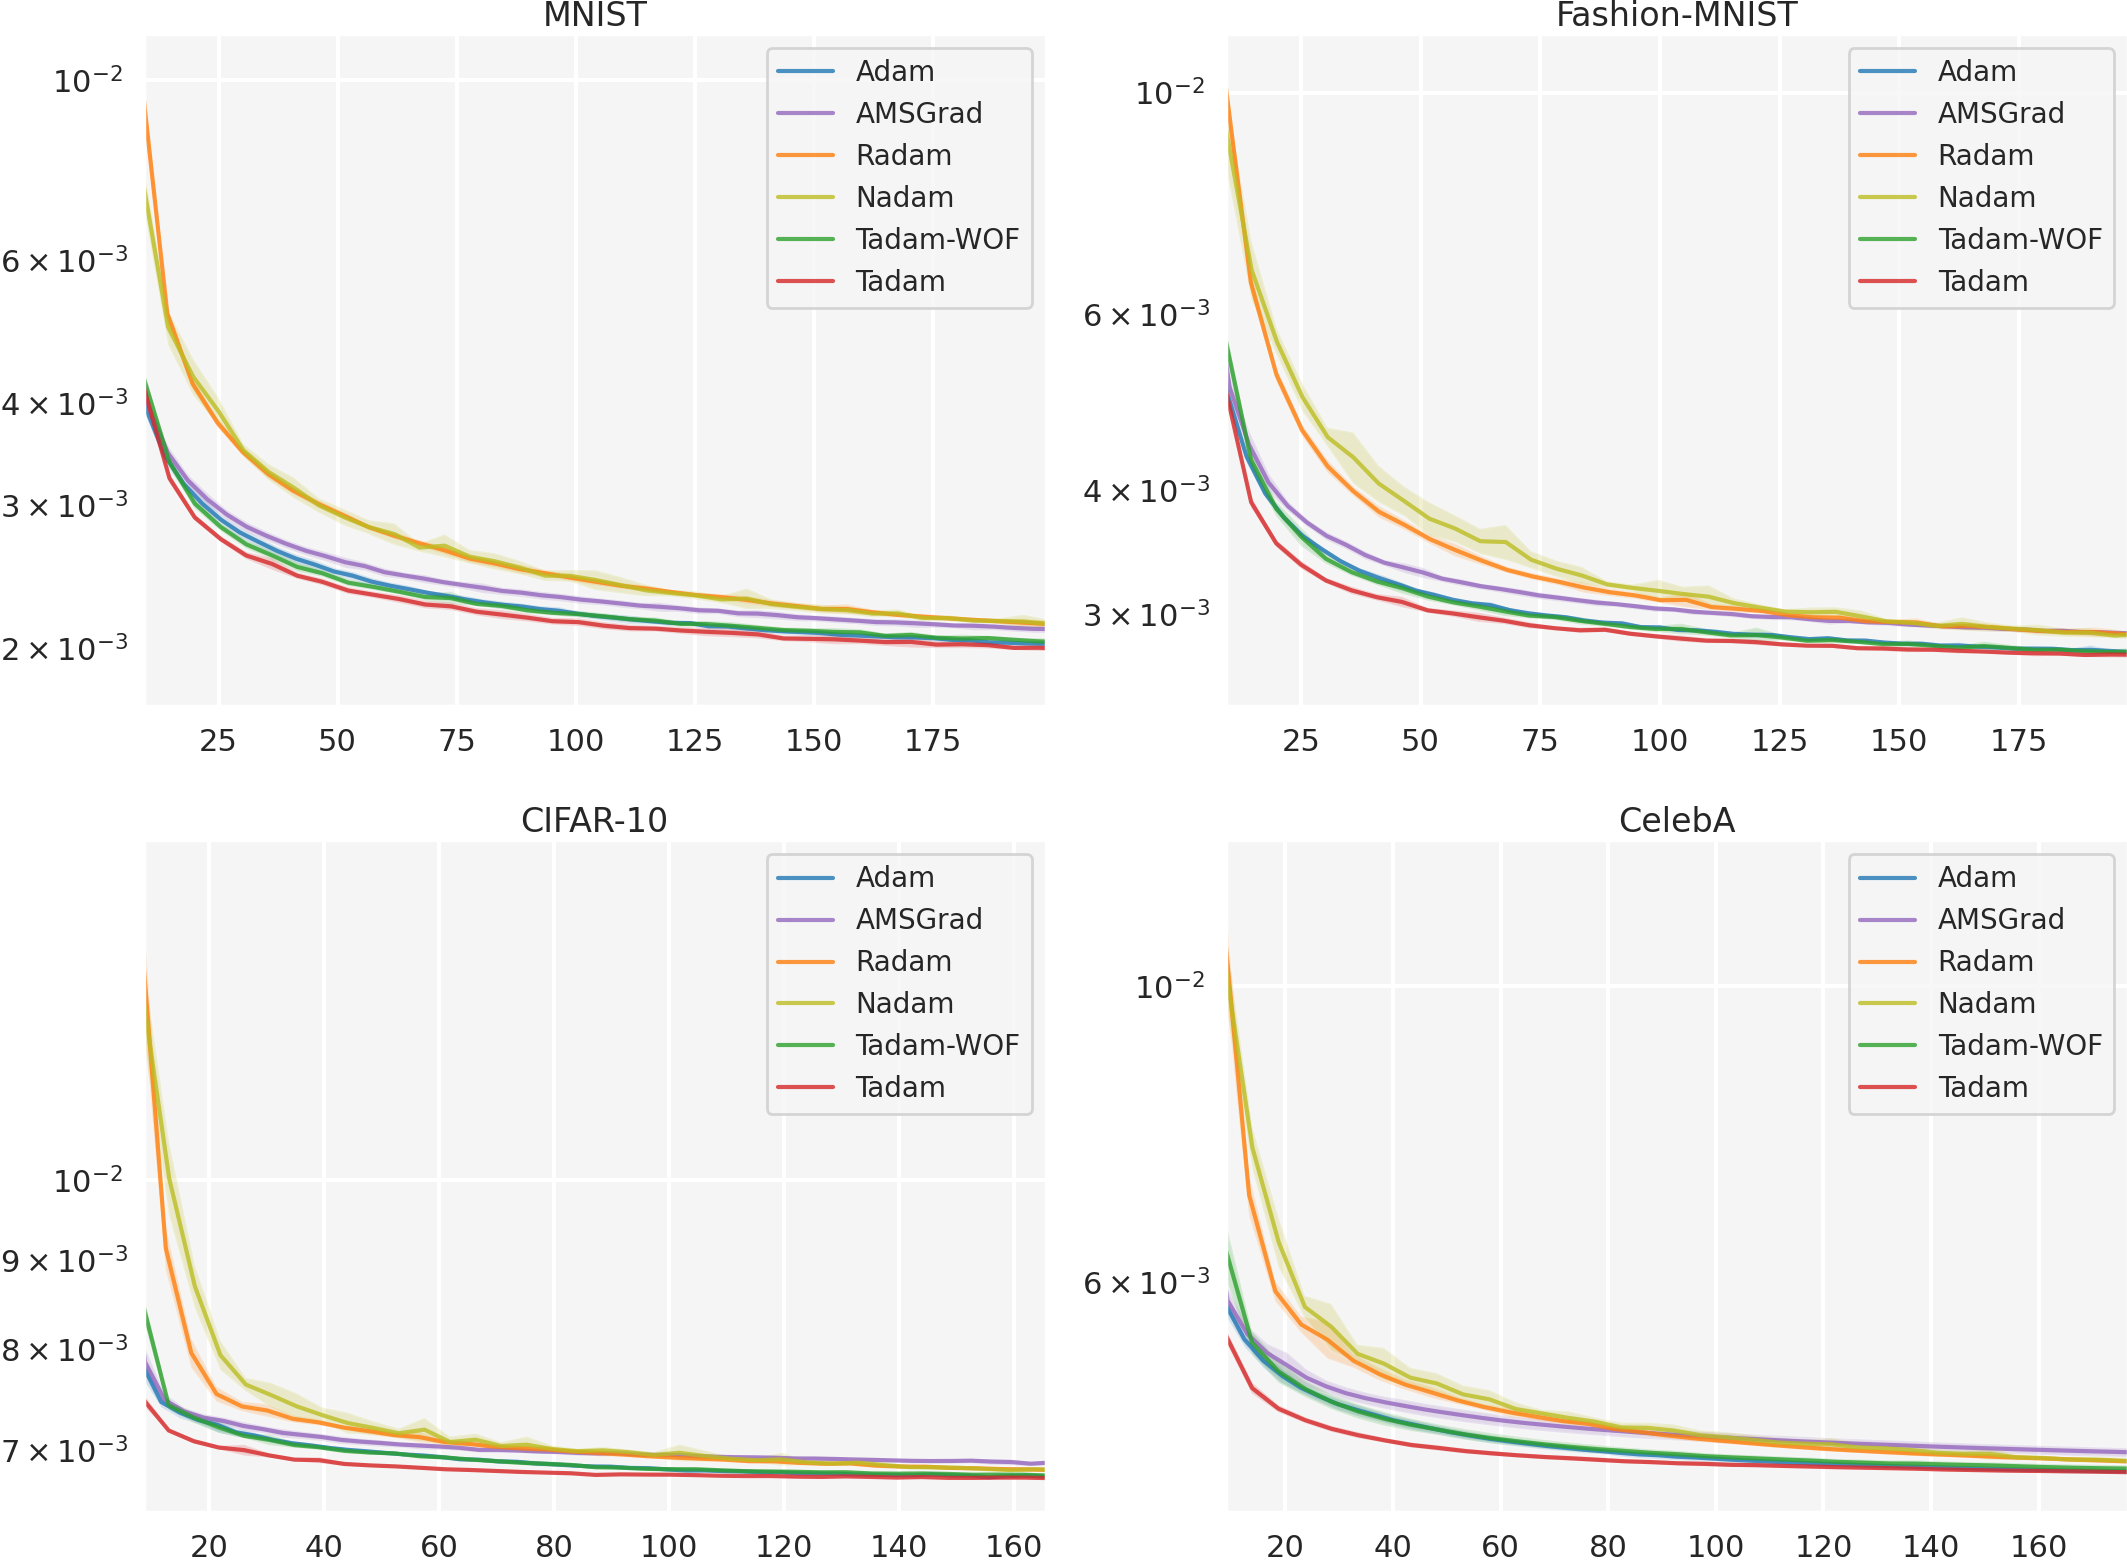 MNIST
10⁻²
6 × 10⁻³
4 × 10⁻³
3 × 10⁻³
2 × 10⁻³
Adam
AMSGrad
Radam
Nadam
Tadam-WOF
Tadam
25 50 75 100 125 150 175
Fashion-MNIST
10⁻²
6 × 10⁻³
4 × 10⁻³
3 × 10⁻³
Adam
AMSGrad
Radam
Nadam
Tadam-WOF
Tadam
25 50 75 100 125 150 175
CIFAR-10
10⁻²
9 × 10⁻³
8 × 10⁻³
7 × 10⁻³
Adam
AMSGrad
Radam
Nadam
Tadam-WOF
Tadam
20 40 60 80 100 120 140 160
CelebA
10⁻²
6 × 10⁻³
Adam
AMSGrad
Radam
Nadam
Tadam-WOF
Tadam
20 40 60 80 100 120 140 160